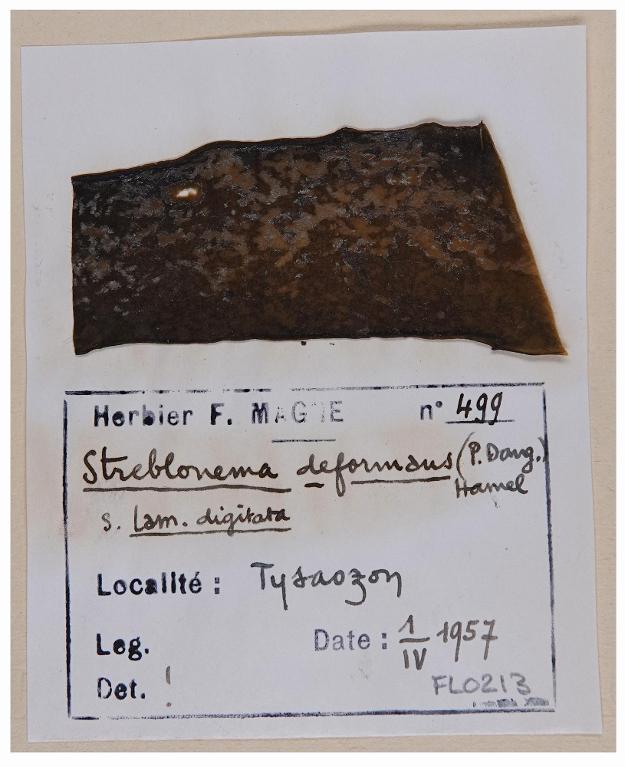 Herbier F. MAGNE n° 499
Streblonema deformans (P. Dang.)
Hamel
s. Lam. digitata
Localité : Tysaozon
Leg. Date : 1/IV 1957
Det. !
FL0213